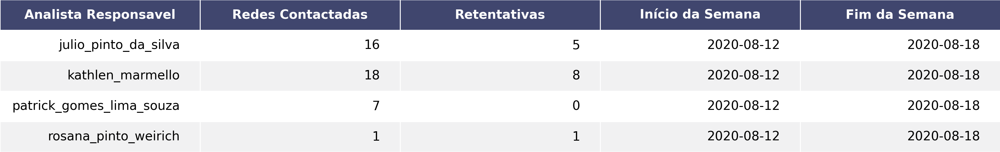 Analista Responsavel Redes Contactadas Retentativas Início da Semana Fim da Semana
julio_pinto_da_silva 16 5 2020-08-12 2020-08-18
kathlen_marmello 18 8 2020-08-12 2020-08-18
patrick_gomes_lima_souza 7 0 2020-08-12 2020-08-18
rosana_pinto_weirich 1 1 2020-08-12 2020-08-18